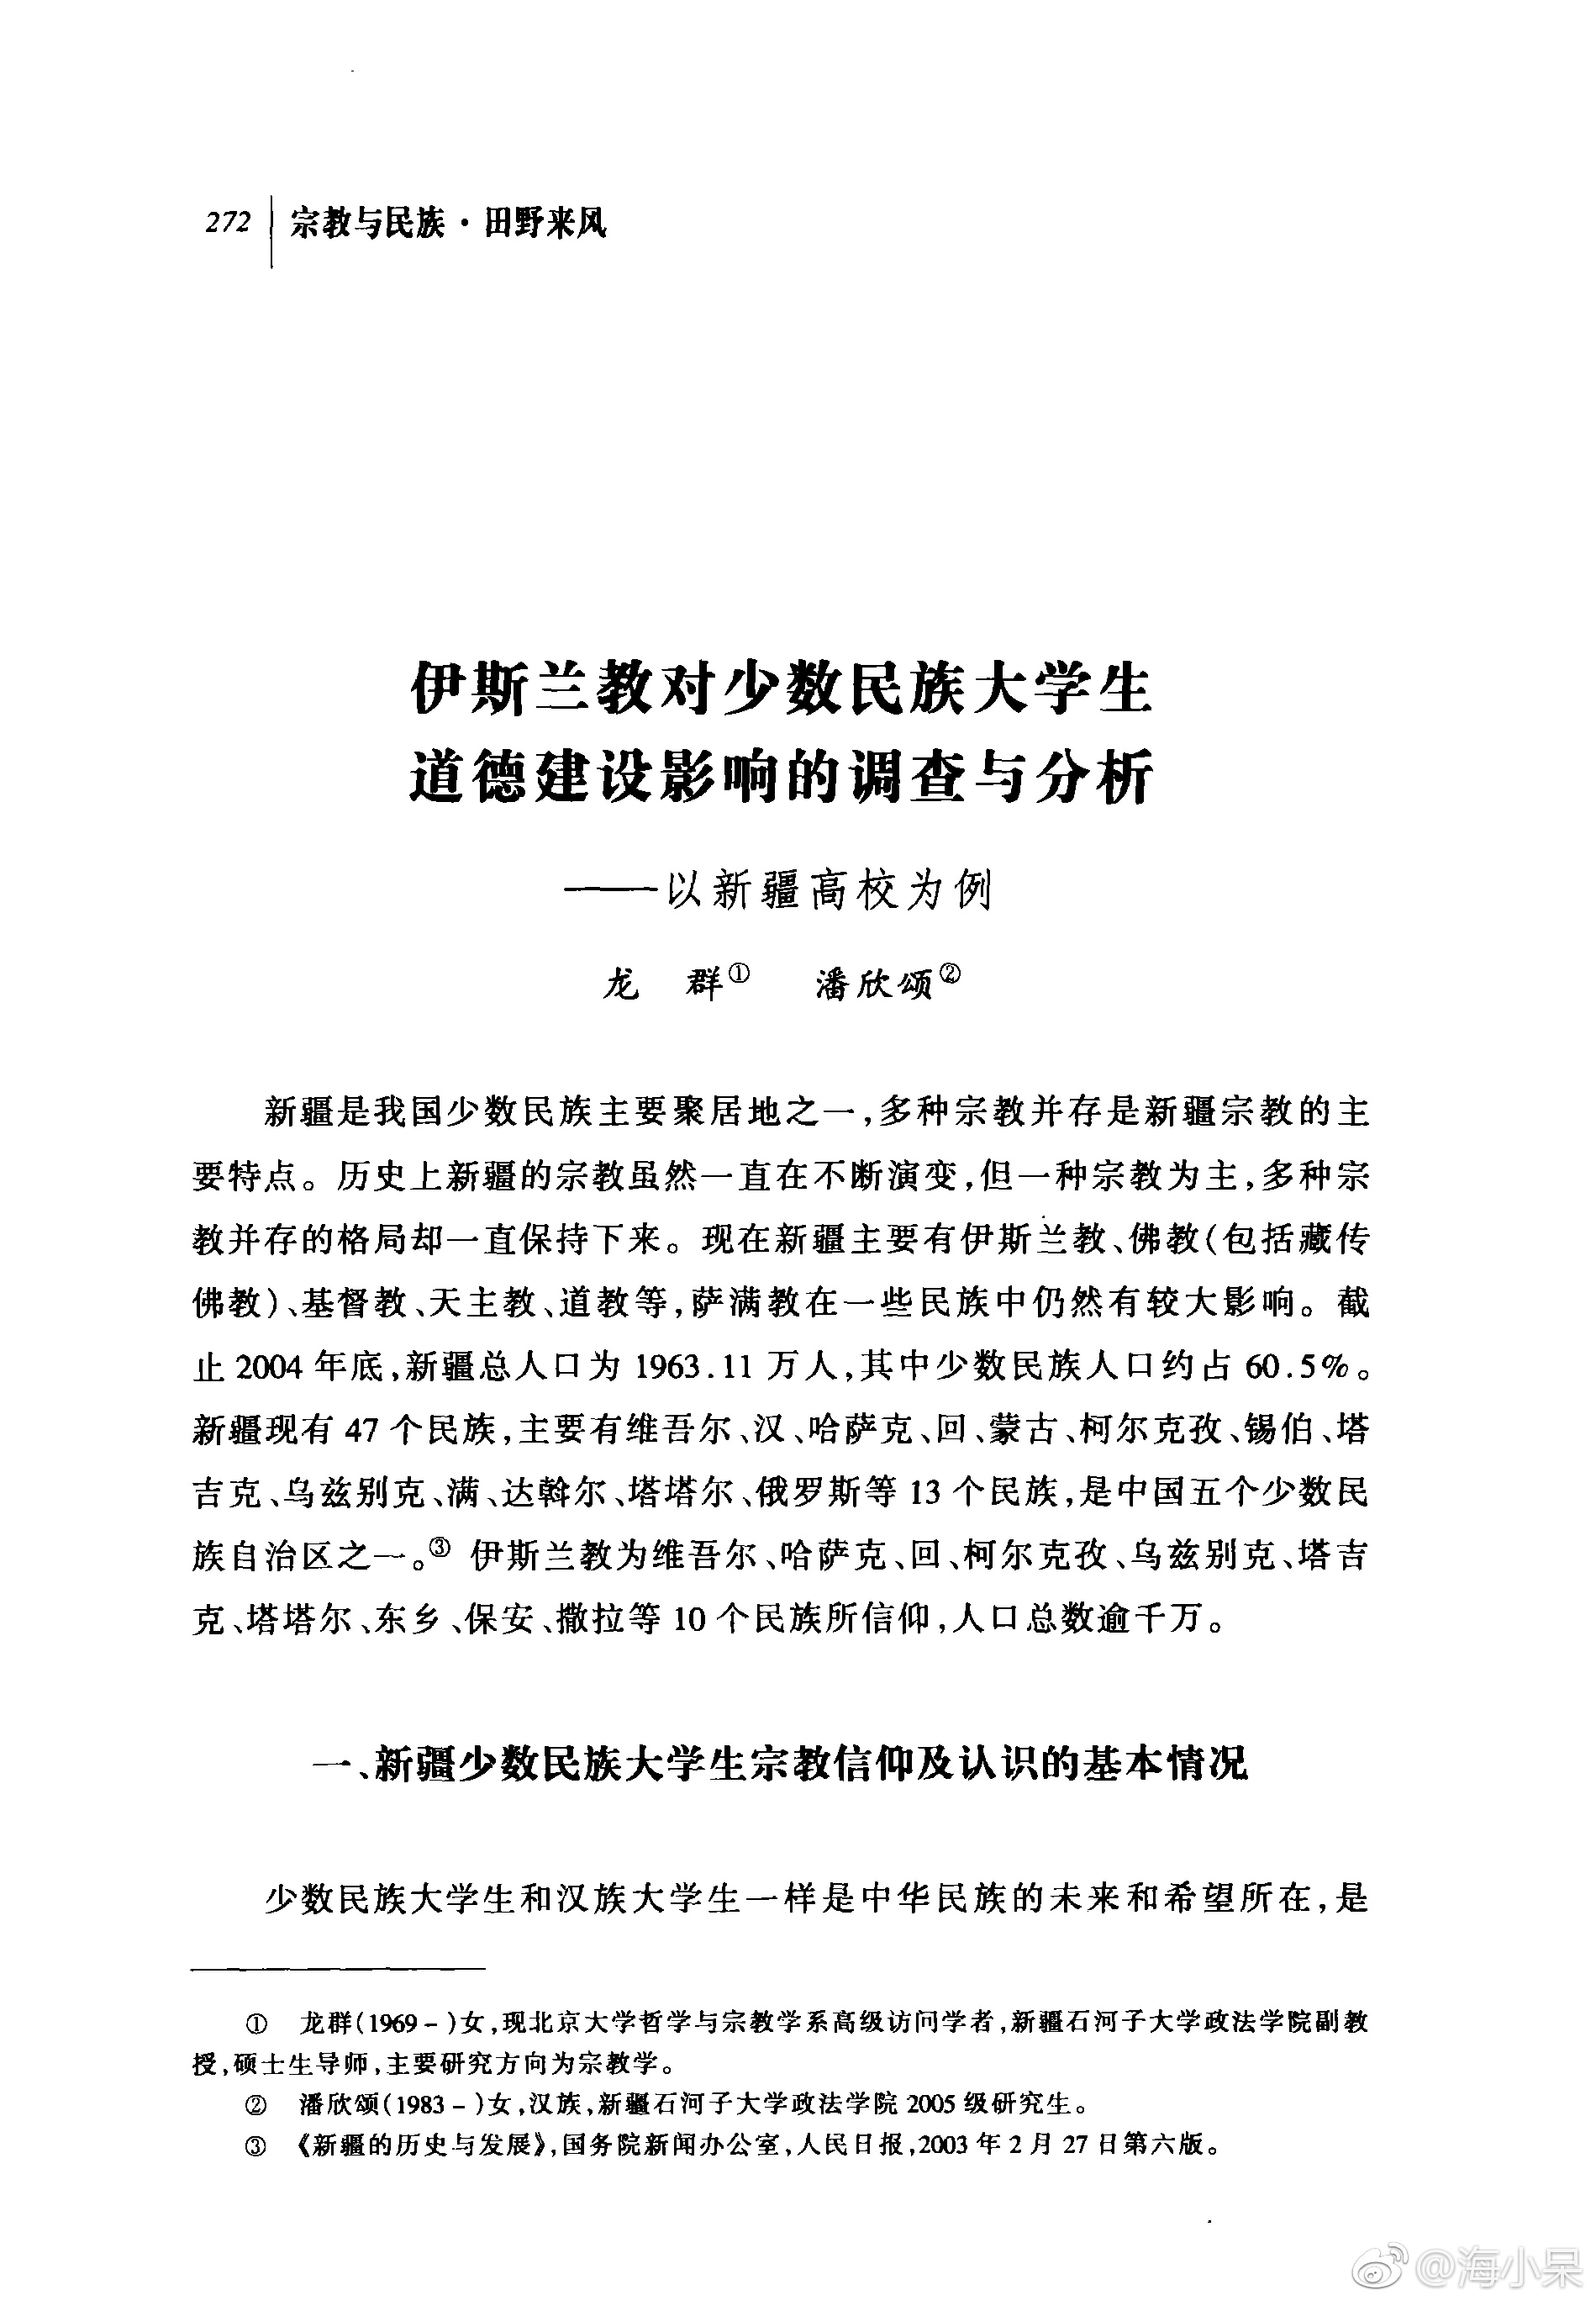 272 宗教与民族·田野来风
伊斯兰教对少数民族大学生
道德建设影响的调查与分析
——以新疆高校为例
龙 群① 潘欣颂②
新疆是我国少数民族主要聚居地之一,多种宗教并存是新疆宗教的主
要特点。历史上新疆的宗教虽然一直在不断演变,但一种宗教为主,多种宗
教并存的格局却一直保持下来。现在新疆主要有伊斯兰教、佛教(包括藏传
佛教)、基督教、天主教、道教等,萨满教在一些民族中仍然有较大影响。截
止 2004 年底,新疆总人口为 1963.11 万人,其中少数民族人口约占 60.5%。
新疆现有 47 个民族,主要有维吾尔、汉、哈萨克、回、蒙古、柯尔克孜、锡伯、塔
吉克、乌兹别克、满、达斡尔、塔塔尔、俄罗斯等 13 个民族,是中国五个少数民
族自治区之一。③ 伊斯兰教为维吾尔、哈萨克、回、柯尔克孜、乌兹别克、塔吉
克、塔塔尔、东乡、保安、撒拉等 10 个民族所信仰,人口总数逾千万。
一、新疆少数民族大学生宗教信仰及认识的基本情况
少数民族大学生和汉族大学生一样是中华民族的未来和希望所在,是
① 龙群(1969－)女,现北京大学哲学与宗教学系高级访问学者,新疆石河子大学政法学院副教
授,硕士生导师,主要研究方向为宗教学。
② 潘欣颂(1983－)女,汉族,新疆石河子大学政法学院 2005 级研究生。
③ 《新疆的历史与发展》,国务院新闻办公室,人民日报,2003 年 2 月 27 日第六版。
@海小呆